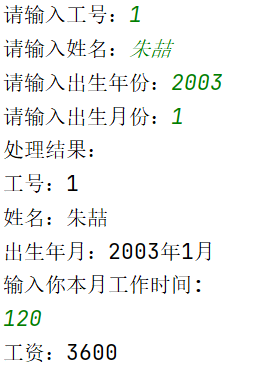 请输入工号：1
请输入姓名：朱喆
请输入出生年份：2003
请输入出生月份：1
处理结果：
工号：1
姓名：朱喆
出生年月：2003年1月
输入你本月工作时间：
120
工资：3600